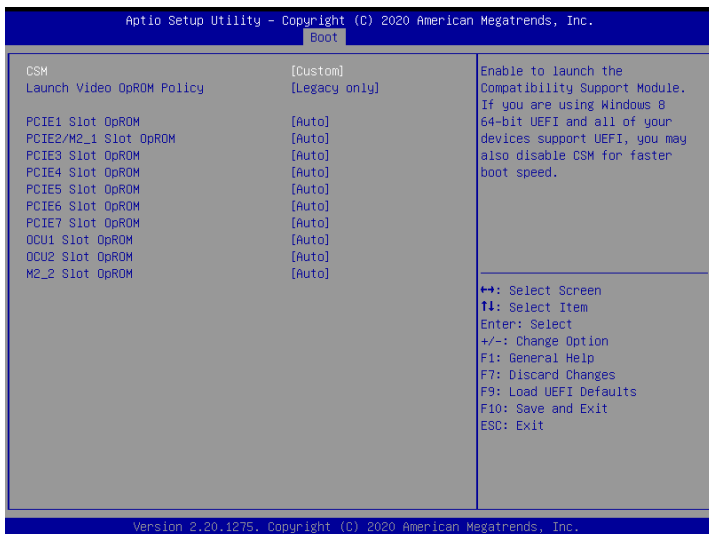 Aptio Setup Utility – Copyright (C) 2020 American Megatrends, Inc.
Boot
CSM [Custom]
Launch Video OpROM Policy [Legacy only]
PCIE1 Slot OpROM [Auto]
PCIE2/M2_1 Slot OpROM [Auto]
PCIE3 Slot OpROM [Auto]
PCIE4 Slot OpROM [Auto]
PCIE5 Slot OpROM [Auto]
PCIE6 Slot OpROM [Auto]
PCIE7 Slot OpROM [Auto]
OCU1 Slot OpROM [Auto]
OCU2 Slot OpROM [Auto]
M2_2 Slot OpROM [Auto]
Enable to launch the
Compatibility Support Module.
If you are using Windows 8
64-bit UEFI and all of your
devices support UEFI, you may
also disable CSM for faster
boot speed.
↔: Select Screen
↑↓: Select Item
Enter: Select
+/-: Change Option
F1: General Help
F7: Discard Changes
F9: Load UEFI Defaults
F10: Save and Exit
ESC: Exit
Version 2.20.1275. Copyright (C) 2020 American Megatrends, Inc.